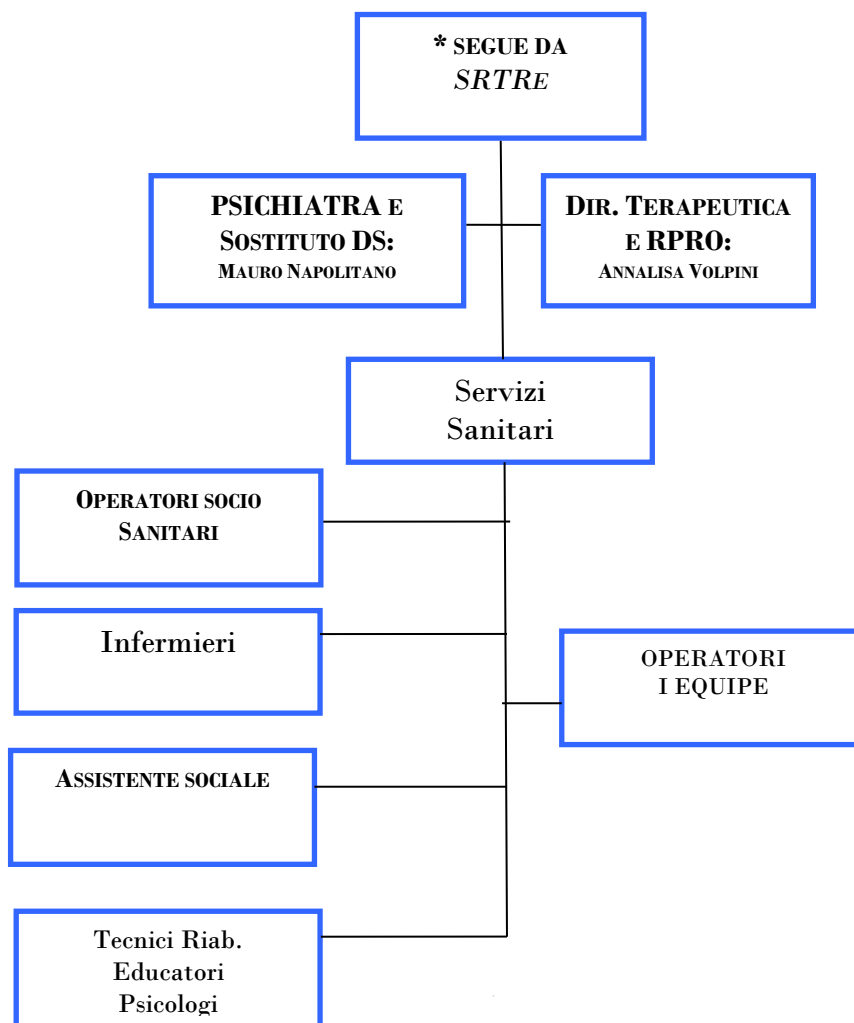 * SEGUE DA
SRTRE
PSICHIATRA E
SOSTITUTO DS:
MAURO NAPOLITANO
DIR. TERAPEUTICA
E RPRO:
ANNALISA VOLPINI
Servizi
Sanitari
OPERATORI SOCIO
SANITARI
Infermieri
OPERATORI
I EQUIPE
ASSISTENTE SOCIALE
Tecnici Riab.
Educatori
Psicologi